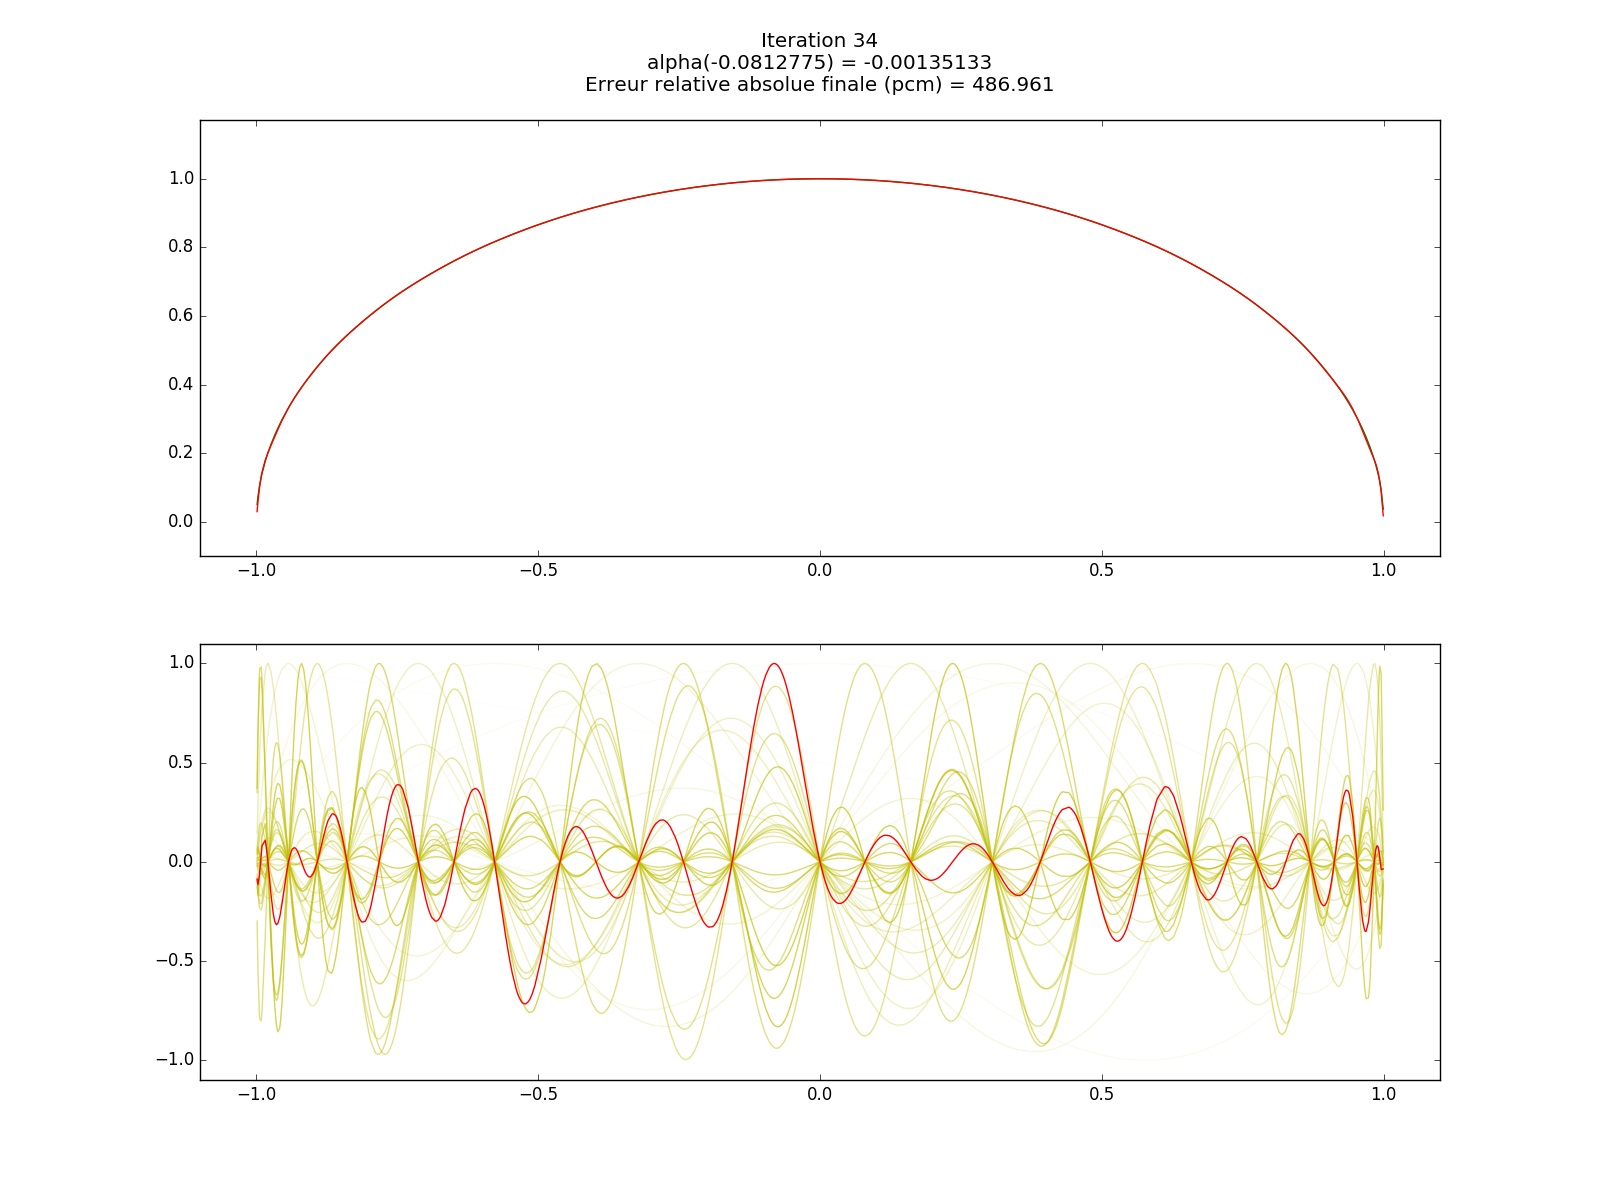 Iteration 34
alpha(-0.0812775) = -0.00135133
Erreur relative absolue finale (pcm) = 486.961
1.0
0.8
0.6
0.4
0.2
0.0
−1.0 −0.5 0.0 0.5 1.0
1.0
0.5
0.0
−0.5
−1.0
−1.0 −0.5 0.0 0.5 1.0